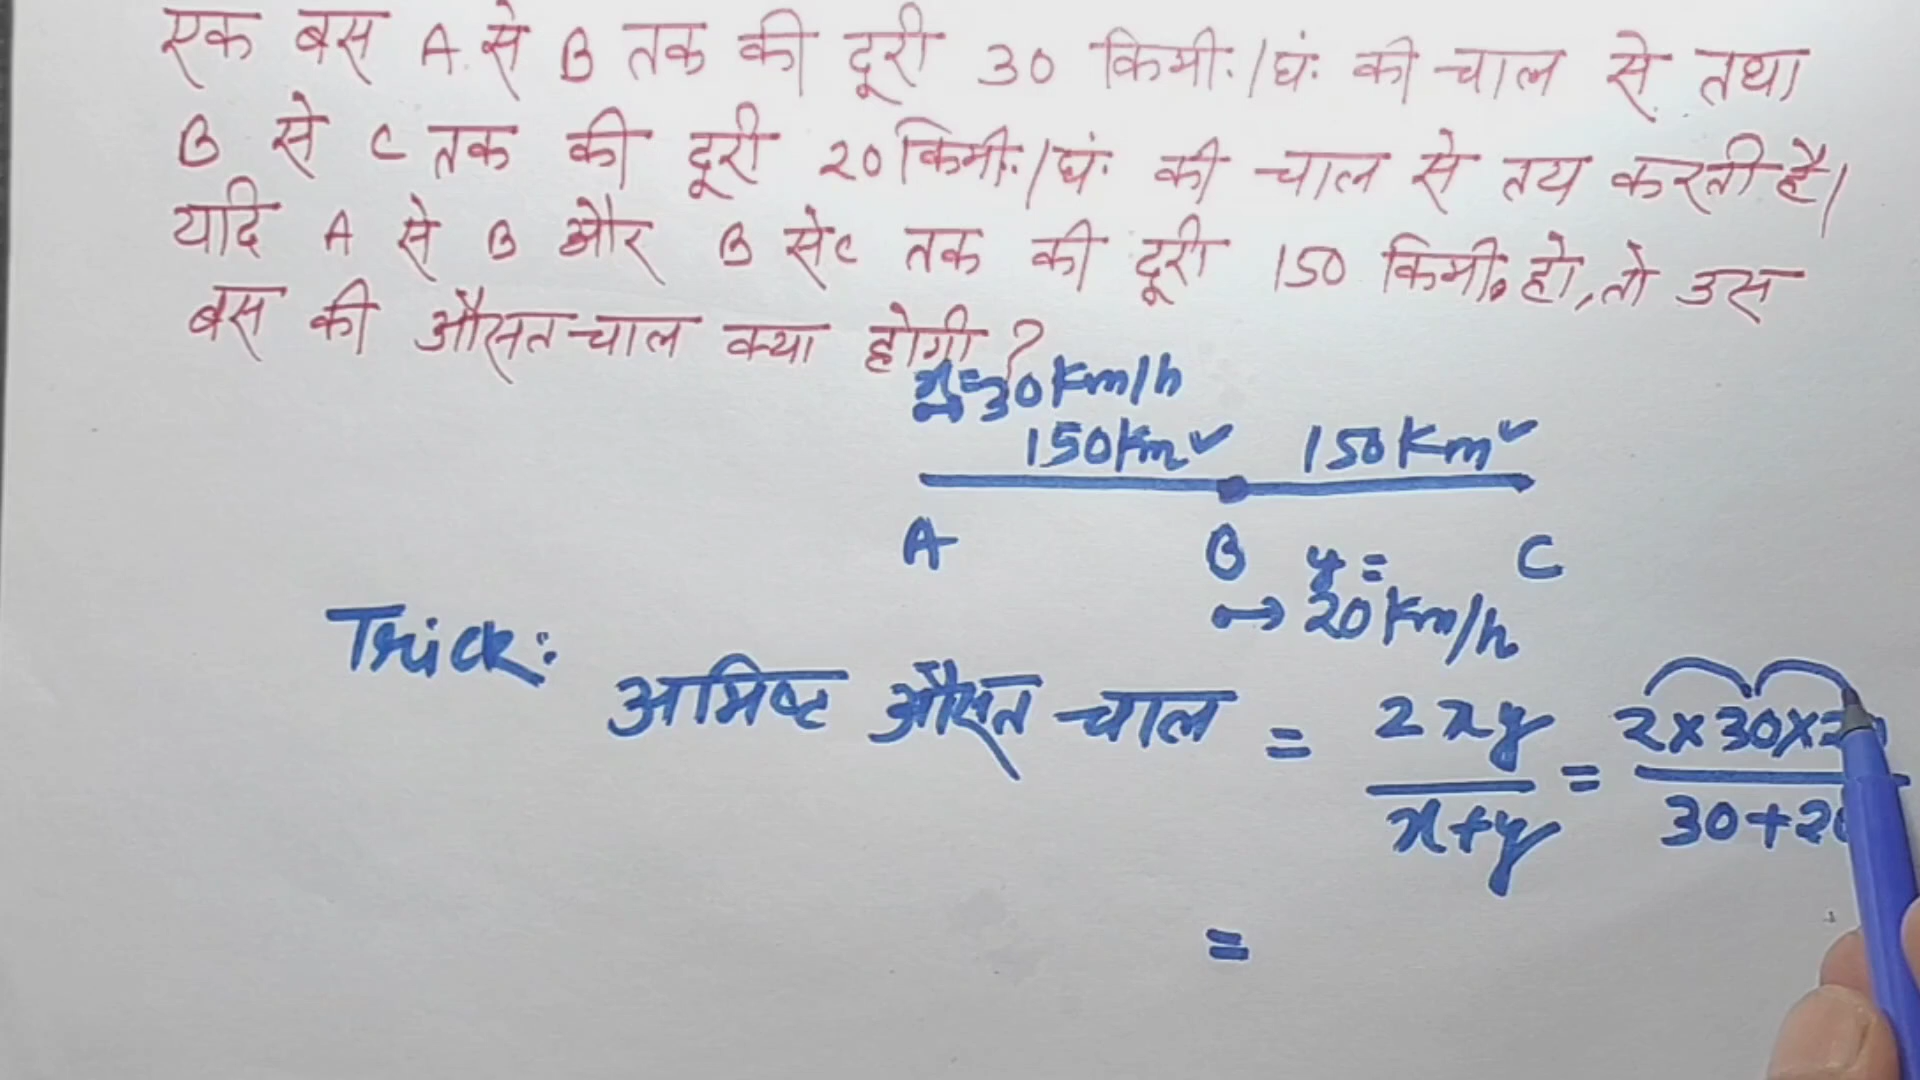 एक बस A से B तक की दूरी 30 किमी./घं. की चाल से तथा
B से C तक की दूरी 20 किमी./घं. की चाल से तय करती है।
यदि A से B और B से C तक की दूरी 150 किमी. हो, तो उस
बस की औसत चाल क्या होगी ?
x=30 km/h
→
150 km ✓ 150 km ✓
A B C
y =
→ 20 km/h
Trick:
अभिष्ट औसत चाल = 2xy / x+y = 2×30× / 30+
=